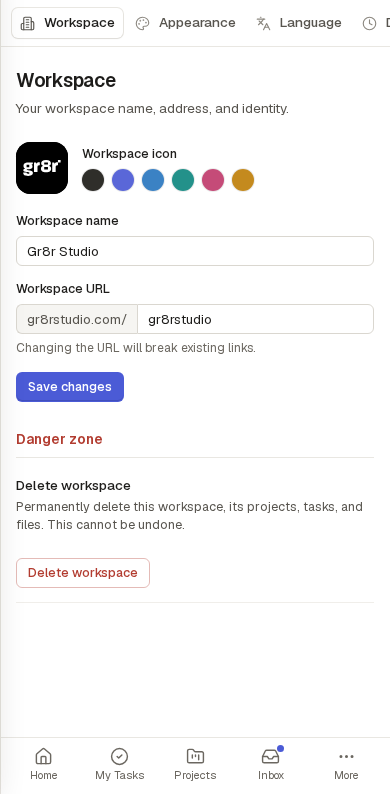 Workspace
Appearance
Language
Workspace
Your workspace name, address, and identity.
gr8r
Workspace icon
Workspace name
Gr8r Studio
Workspace URL
gr8rstudio.com/ gr8rstudio
Changing the URL will break existing links.
Save changes
Danger zone
Delete workspace
Permanently delete this workspace, its projects, tasks, and
files. This cannot be undone.
Delete workspace
Home
My Tasks
Projects
Inbox
More